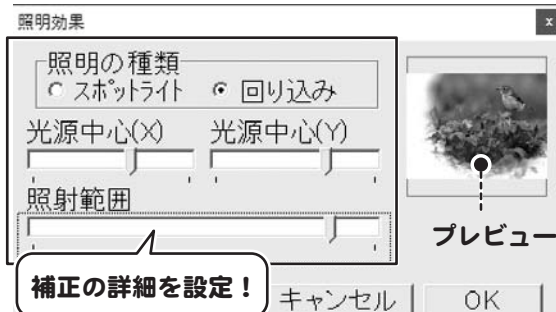 照明効果
x
照明の種類
スポットライト 回り込み
光源中心(X) 光源中心(Y)
照射範囲
プレビュー
補正の詳細を設定！
キャンセル OK